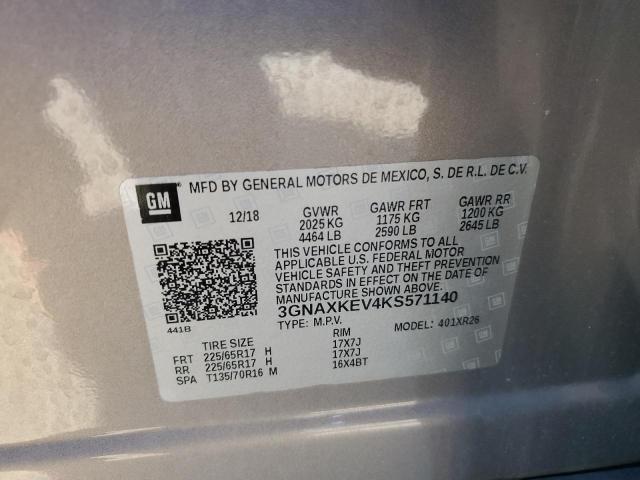 GM
MFD BY GENERAL MOTORS DE MEXICO, S. DE R.L. DE C.V.
12/18 GVWR GAWR FRT GAWR RR
2025 KG 1175 KG 1200 KG
4464 LB 2590 LB 2645 LB
THIS VEHICLE CONFORMS TO ALL
APPLICABLE U.S. FEDERAL MOTOR
VEHICLE SAFETY AND THEFT PREVENTION
STANDARDS IN EFFECT ON THE DATE OF
MANUFACTURE SHOWN ABOVE.
3GNAXKEV4KS571140
441B TYPE: M.P.V. MODEL: 401XR26
TIRE SIZE RIM
FRT 225/65R17 H 17X7J
RR 225/65R17 H 17X7J
SPA T135/70R16 M 16X4BT